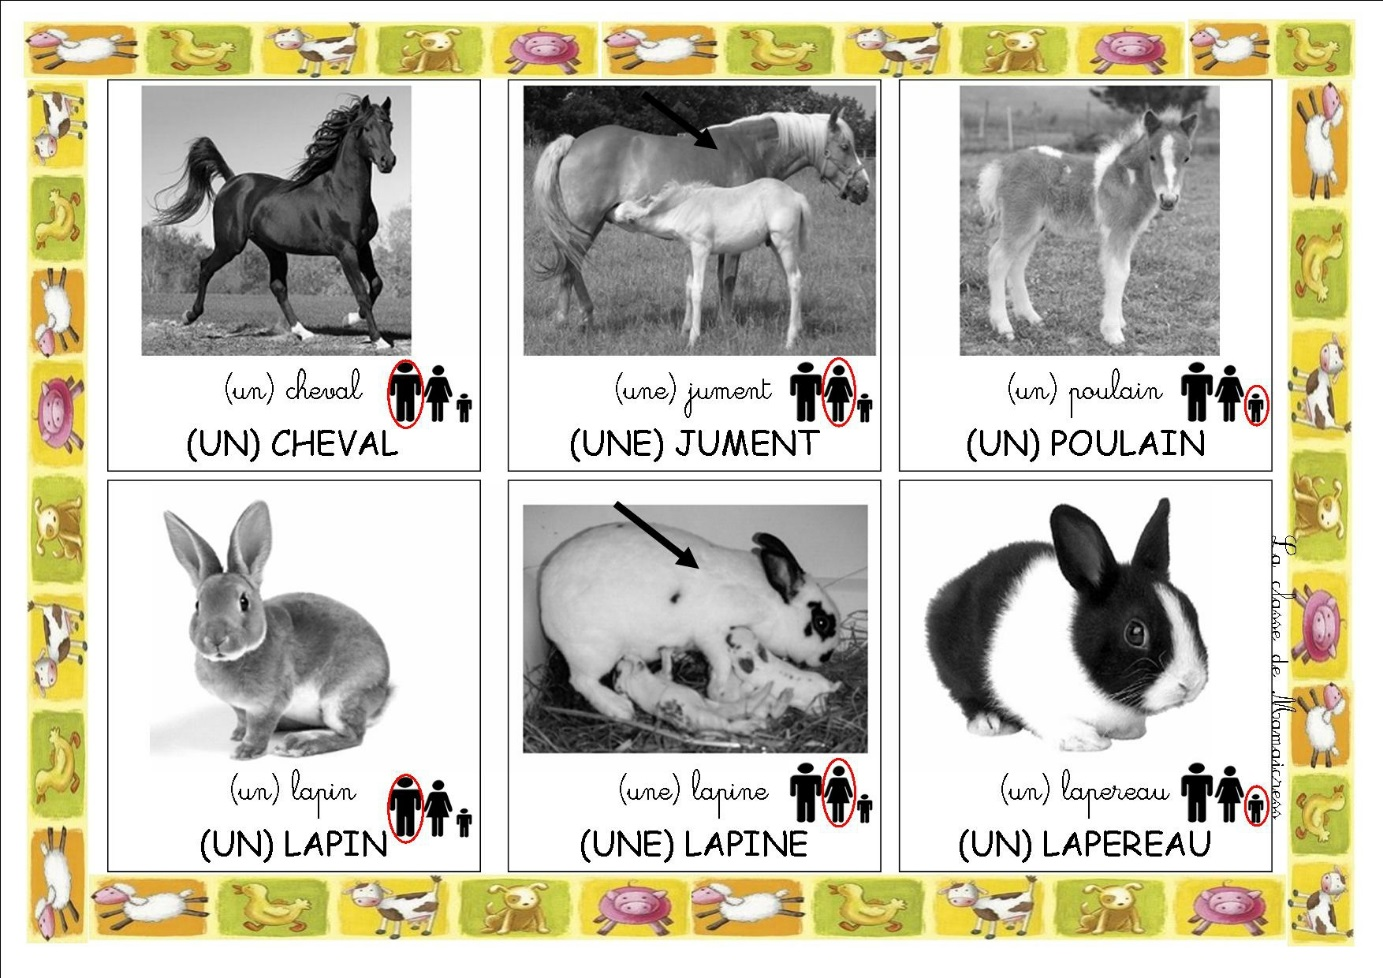 (un) cheval
(UN) CHEVAL
(une) jument
(UNE) JUMENT
(un) poulain
(UN) POULAIN
(un) lapin
(UN) LAPIN
(une) lapine
(UNE) LAPINE
(un) lapereau
(UN) LAPEREAU
La classe de Mamaicress